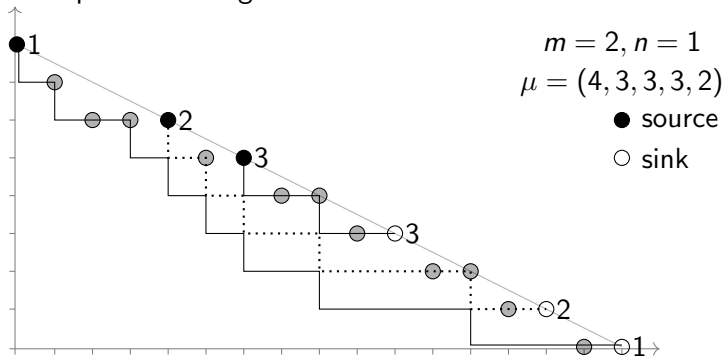 1
m = 2, n = 1
μ = (4, 3, 3, 3, 2)
2
source
3
sink
3
2
1